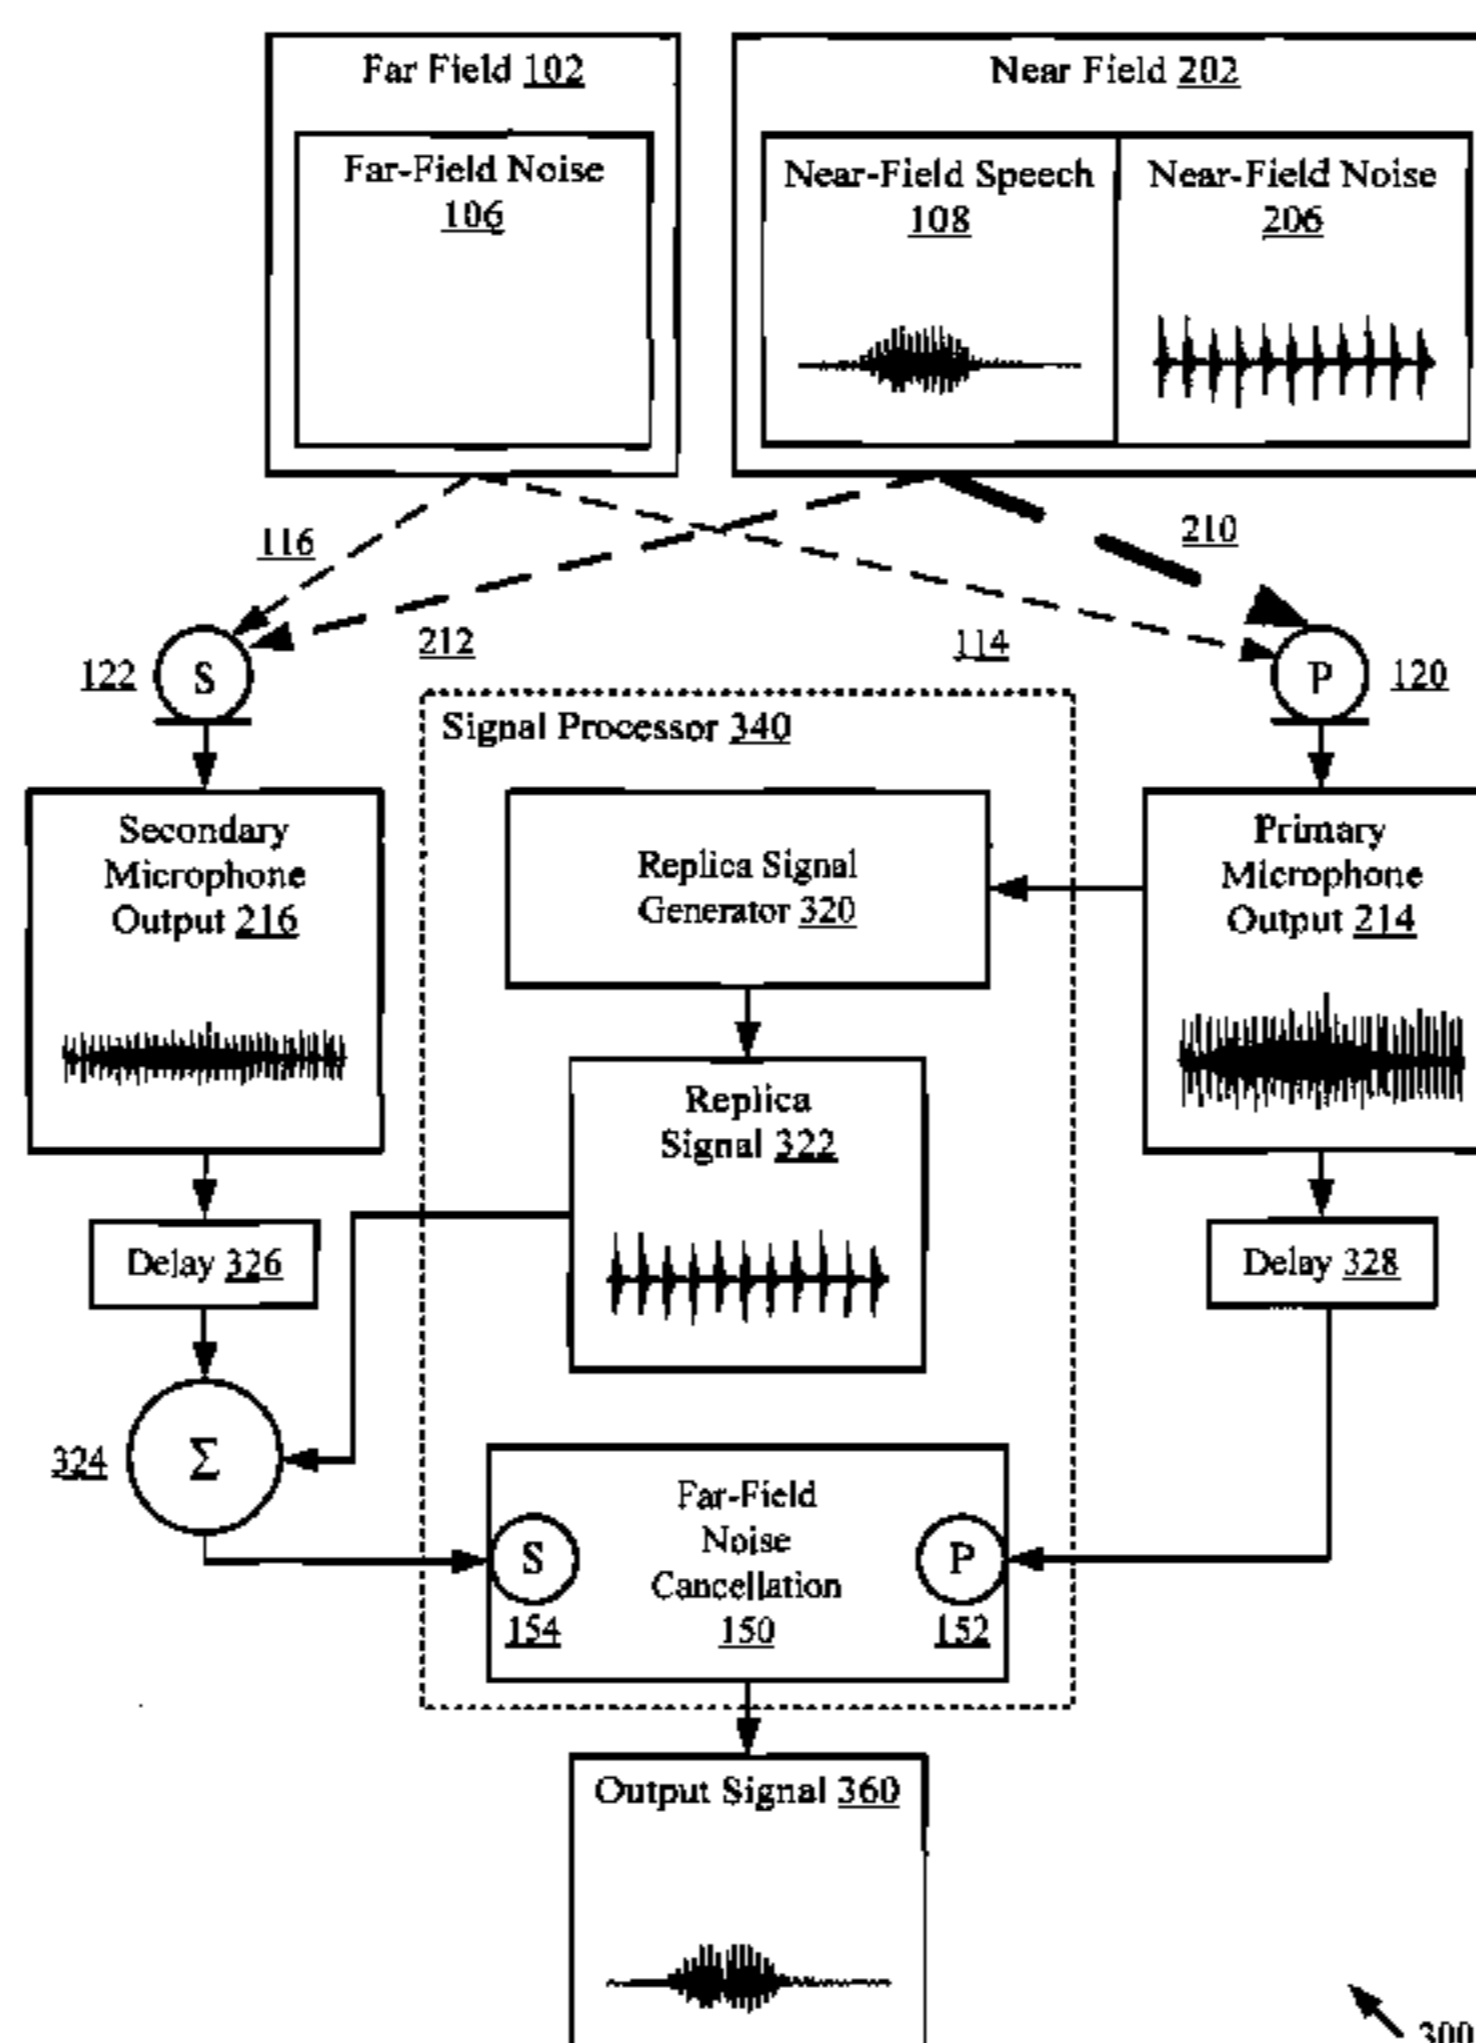 Far Field 102
Near Field 202
Far-Field Noise
106
Near-Field Speech
108
Near-Field Noise
206
116
210
212
114
122
S
P
120
Signal Processor 340
Secondary
Microphone
Output 216
Replica Signal
Generator 320
Primary
Microphone
Output 214
Replica
Signal 322
Delay 326
Delay 328
324
Σ
Far-Field
Noise
Cancellation
150
S
154
P
152
Output Signal 360
300